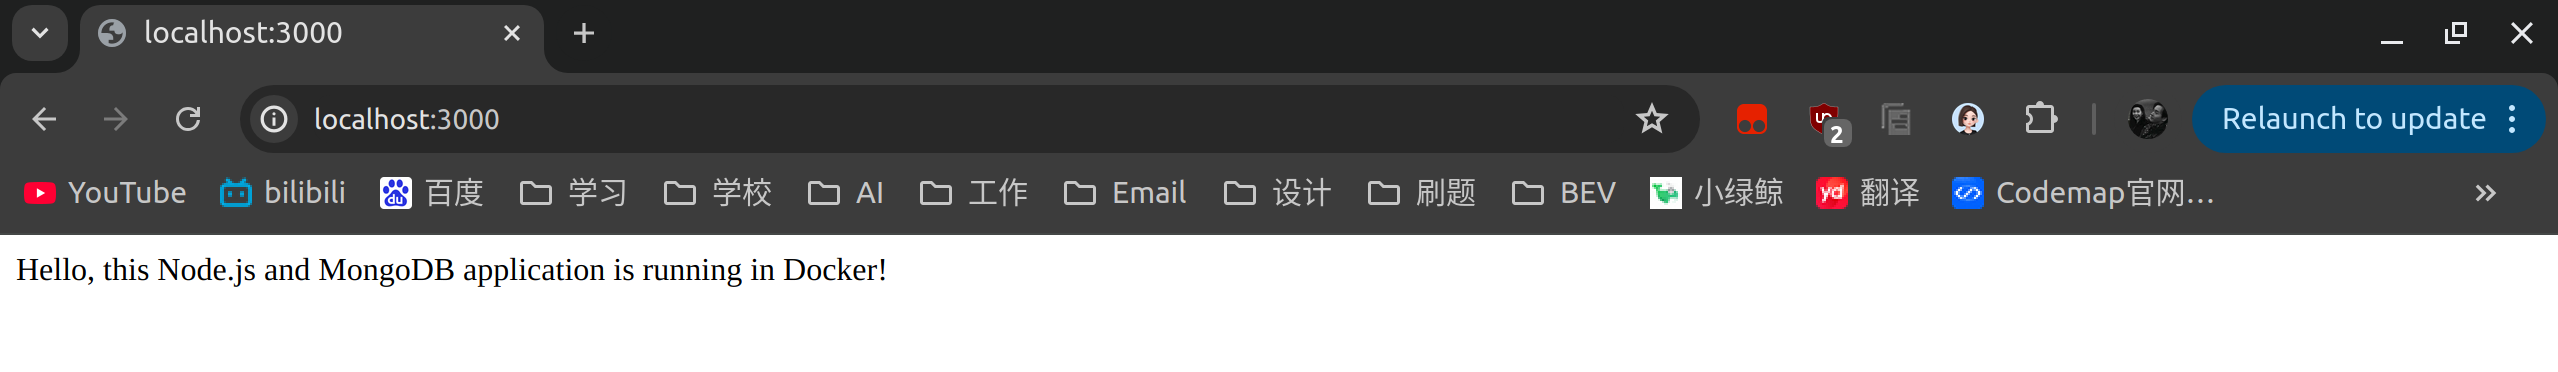 localhost:3000
localhost:3000 2 Relaunch to update
YouTube bilibili du 百度 学习 学校 AI 工作 Email 设计 刷题 BEV 小绿鲸 yd 翻译 Codemap官网...
Hello, this Node.js and MongoDB application is running in Docker!